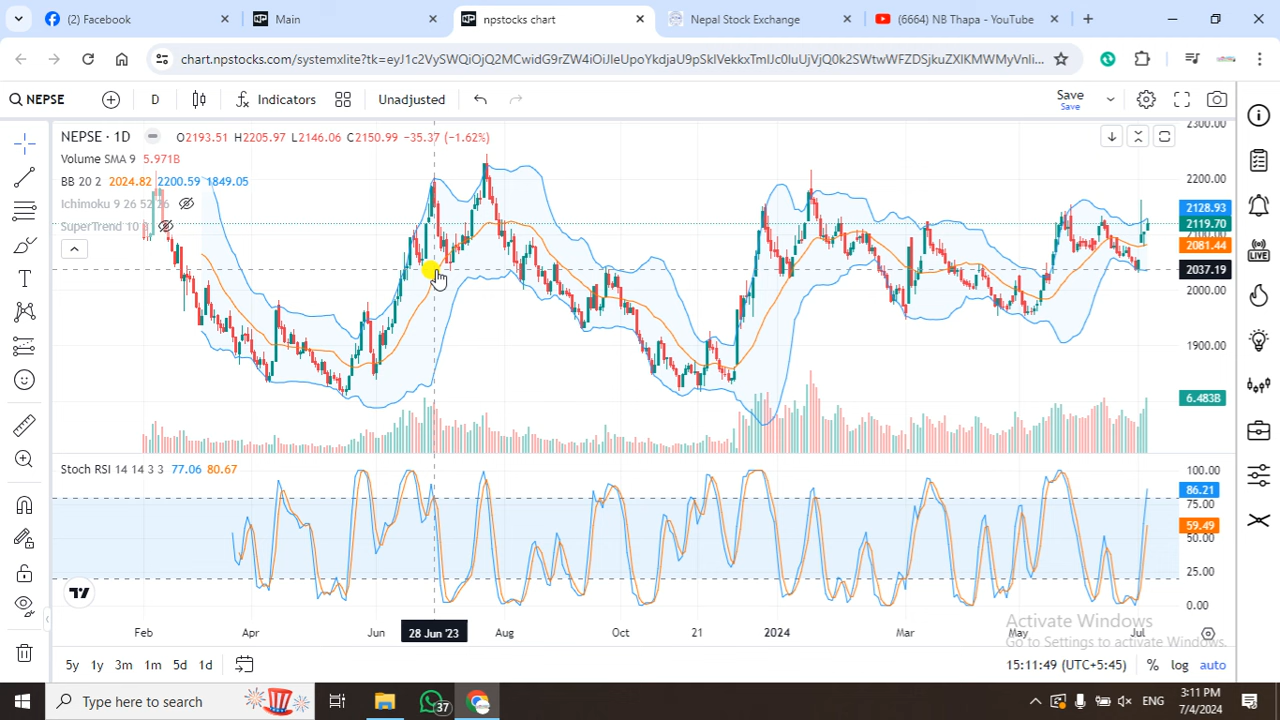 (2) Facebook
Main
npstocks chart
Nepal Stock Exchange
(6664) NB Thapa - YouTube
NEPSE
D
Indicators
Unadjusted
Save
Save
NEPSE · 1D O2193.51 H2205.97 L2146.06 C2150.99 -35.37 (-1.62%)
Volume SMA 9 5.971B
BB 20 2 2024.82 2200.59 1849.05
Ichimoku 9 26 52 26
SuperTrend 10
2300.00
2200.00
2128.93
2119.70
2100.00
2081.44
2037.19
2000.00
1900.00
6.483B
LIVE
Stoch RSI 14 14 3 3 77.06 80.67
100.00
86.21
75.00
59.49
50.00
25.00
0.00
Feb Apr Jun 28 Jun '23 Aug Oct 21 2024 Mar May Jul
Activate Windows
Go to Settings to activate Windows.
5y 1y 3m 1m 5d 1d
15:11:49 (UTC+5:45) % log auto
Type here to search
37
ENG
3:11 PM
7/4/2024